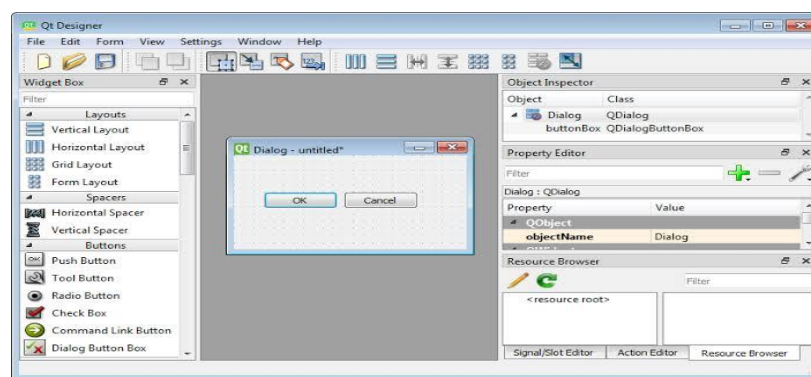 Qt Designer
File Edit Form View Settings Window Help
Widget Box
Filter
Layouts
Vertical Layout
Horizontal Layout
Grid Layout
Form Layout
Spacers
Horizontal Spacer
Vertical Spacer
Buttons
OK Push Button
Tool Button
Radio Button
Check Box
Command Link Button
Dialog Button Box
Qt Dialog - untitled*
OK Cancel
Object Inspector
Object Class
Dialog QDialog
buttonBox QDialogButtonBox
Property Editor
Filter
Dialog : QDialog
Property Value
QObject
objectName Dialog
Resource Browser
Filter
<resource root>
Signal/Slot Editor Action Editor Resource Browser